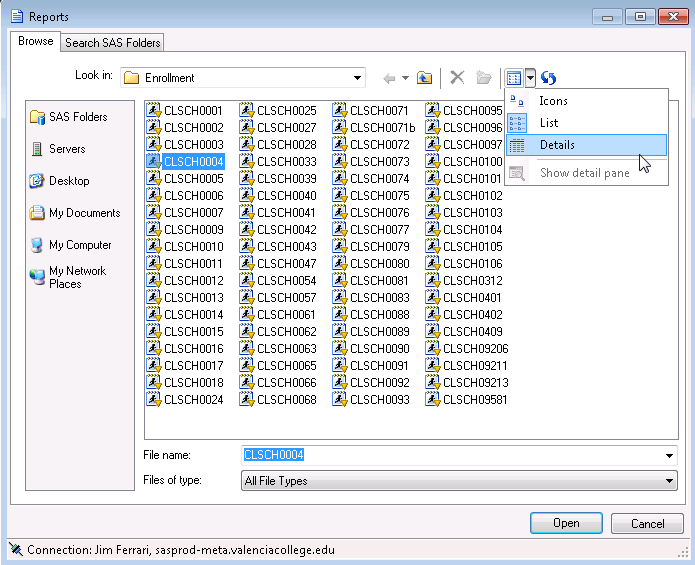 Reports
Browse
Search SAS Folders
Look in:
Enrollment
Icons
List
Details
Show detail pane
SAS Folders
Servers
Desktop
My Documents
My Computer
My Network
Places
CLSCH0001
CLSCH0002
CLSCH0003
CLSCH0004
CLSCH0005
CLSCH0006
CLSCH0007
CLSCH0009
CLSCH0010
CLSCH0011
CLSCH0012
CLSCH0013
CLSCH0014
CLSCH0015
CLSCH0016
CLSCH0017
CLSCH0018
CLSCH0024
CLSCH0025
CLSCH0027
CLSCH0028
CLSCH0033
CLSCH0039
CLSCH0040
CLSCH0041
CLSCH0042
CLSCH0043
CLSCH0047
CLSCH0054
CLSCH0057
CLSCH0061
CLSCH0062
CLSCH0063
CLSCH0065
CLSCH0066
CLSCH0068
CLSCH0071
CLSCH0071b
CLSCH0072
CLSCH0073
CLSCH0074
CLSCH0075
CLSCH0076
CLSCH0077
CLSCH0079
CLSCH0080
CLSCH0081
CLSCH0083
CLSCH0088
CLSCH0089
CLSCH0090
CLSCH0091
CLSCH0092
CLSCH0093
CLSCH0095
CLSCH0096
CLSCH0097
CLSCH0100
CLSCH0101
CLSCH0102
CLSCH0103
CLSCH0104
CLSCH0105
CLSCH0106
CLSCH0312
CLSCH0401
CLSCH0402
CLSCH0409
CLSCH09206
CLSCH09211
CLSCH09213
CLSCH09581
File name:
CLSCH0004
Files of type:
All File Types
Open
Cancel
Connection: Jim Ferrari, sasprod-meta.valenciacollege.edu